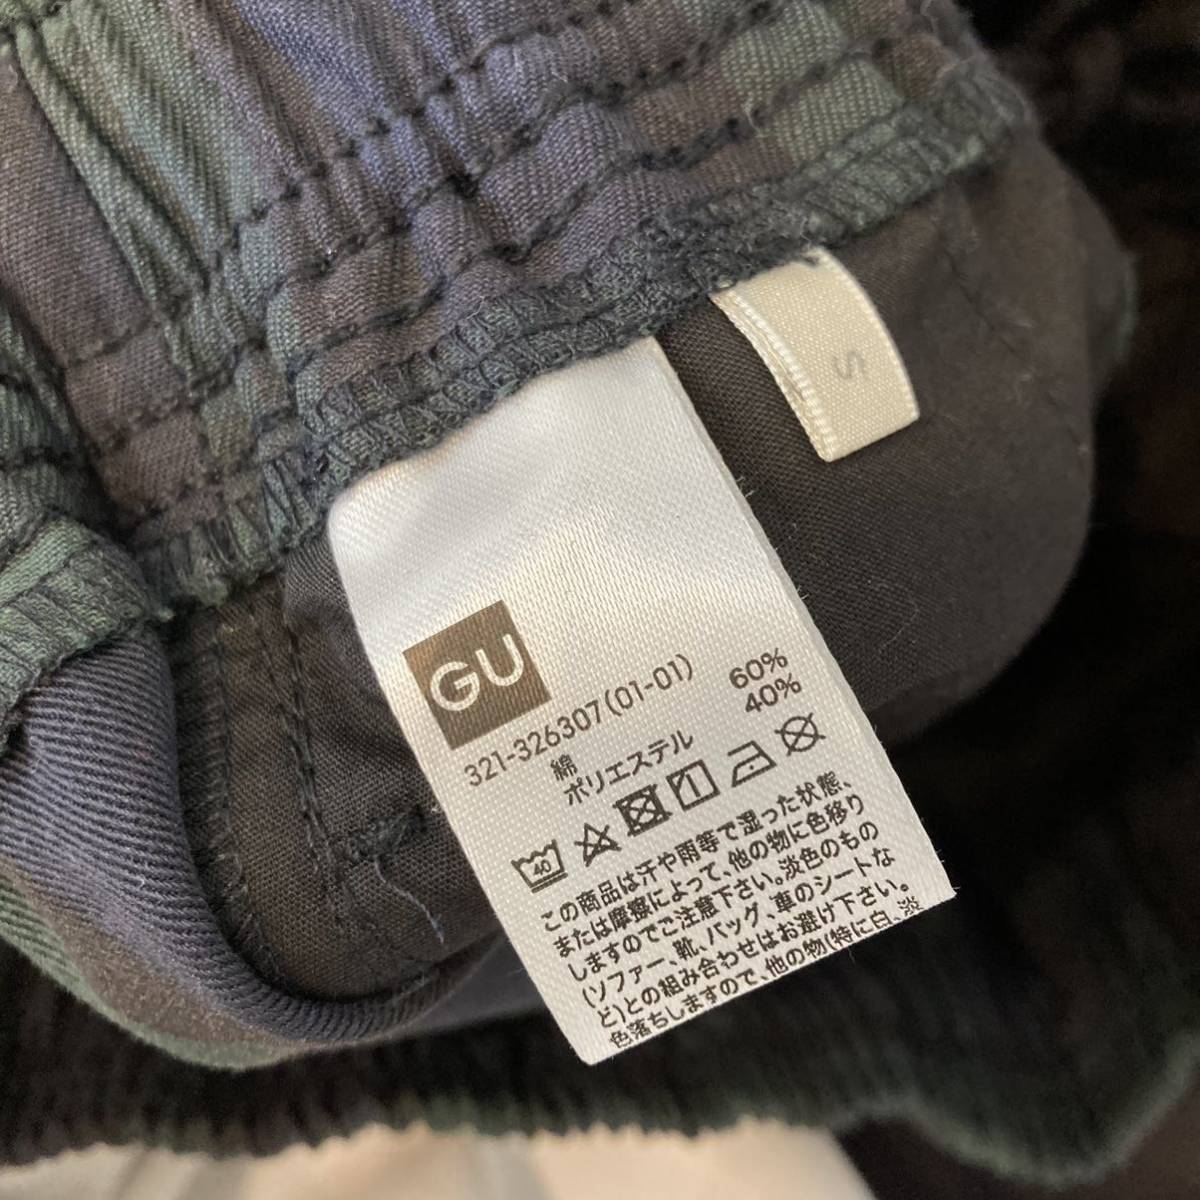 S
GU
321-326307(01-01)
綿 60%
ポリエステル 40%
40
この商品は汗や雨等で湿った状態、
または摩擦によって、他の物に色移り
しますのでご注意下さい。淡色のもの
(ソファー、靴、バッグ、車のシートな
ど)との組み合わせはお避け下さい。
色落ちしますので、他の物(特に白、淡